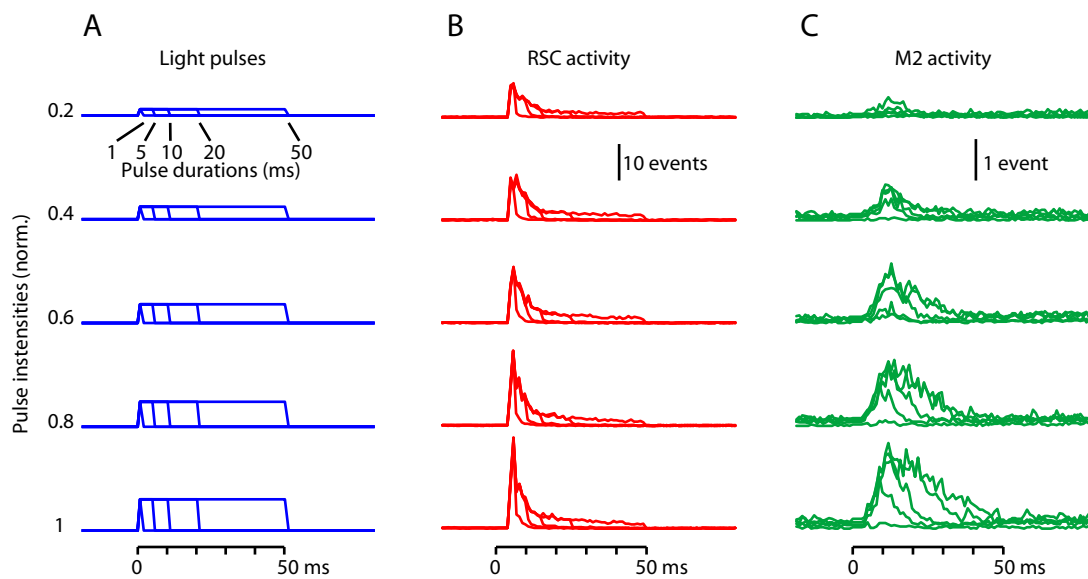 A
B
C
Light pulses
RSC activity
M2 activity
0.2
1 5 10 20 50
Pulse durations (ms)
10 events
1 event
0.4
0.6
0.8
1
Pulse instensities (norm.)
0 50 ms
0 50 ms
0 50 ms